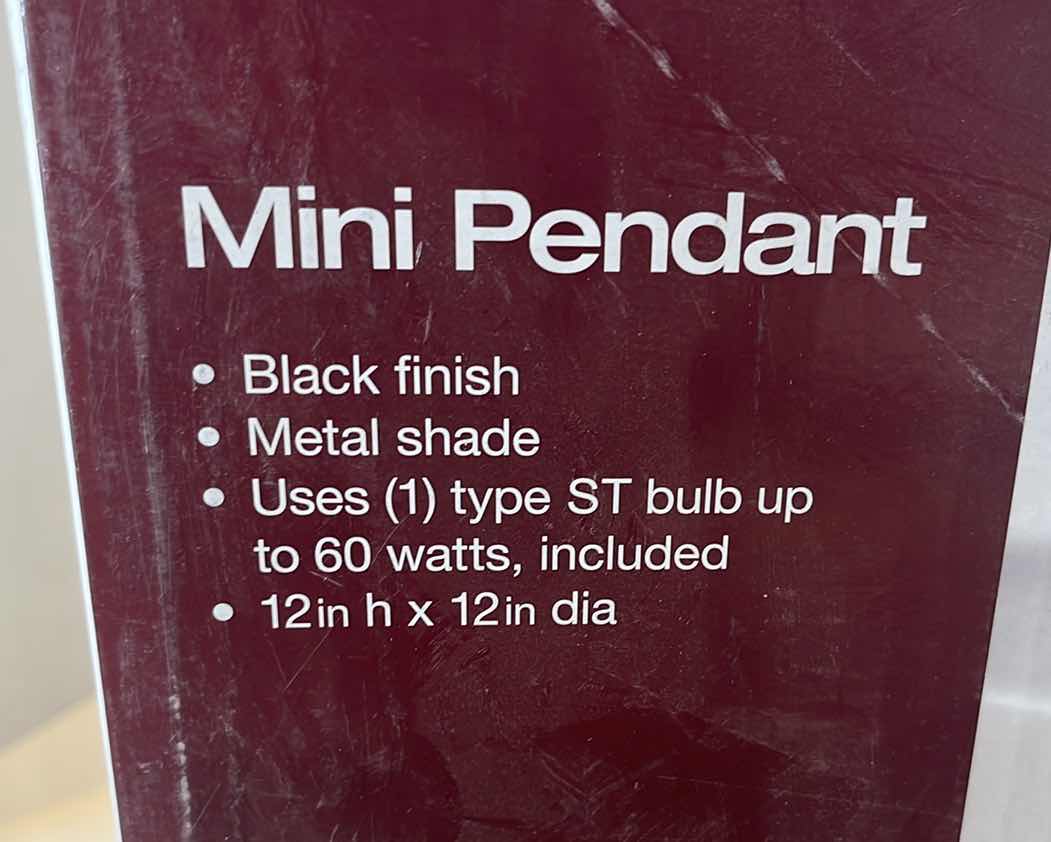 Mini Pendant
• Black finish
• Metal shade
• Uses (1) type ST bulb up
to 60 watts, included
• 12in h x 12in dia